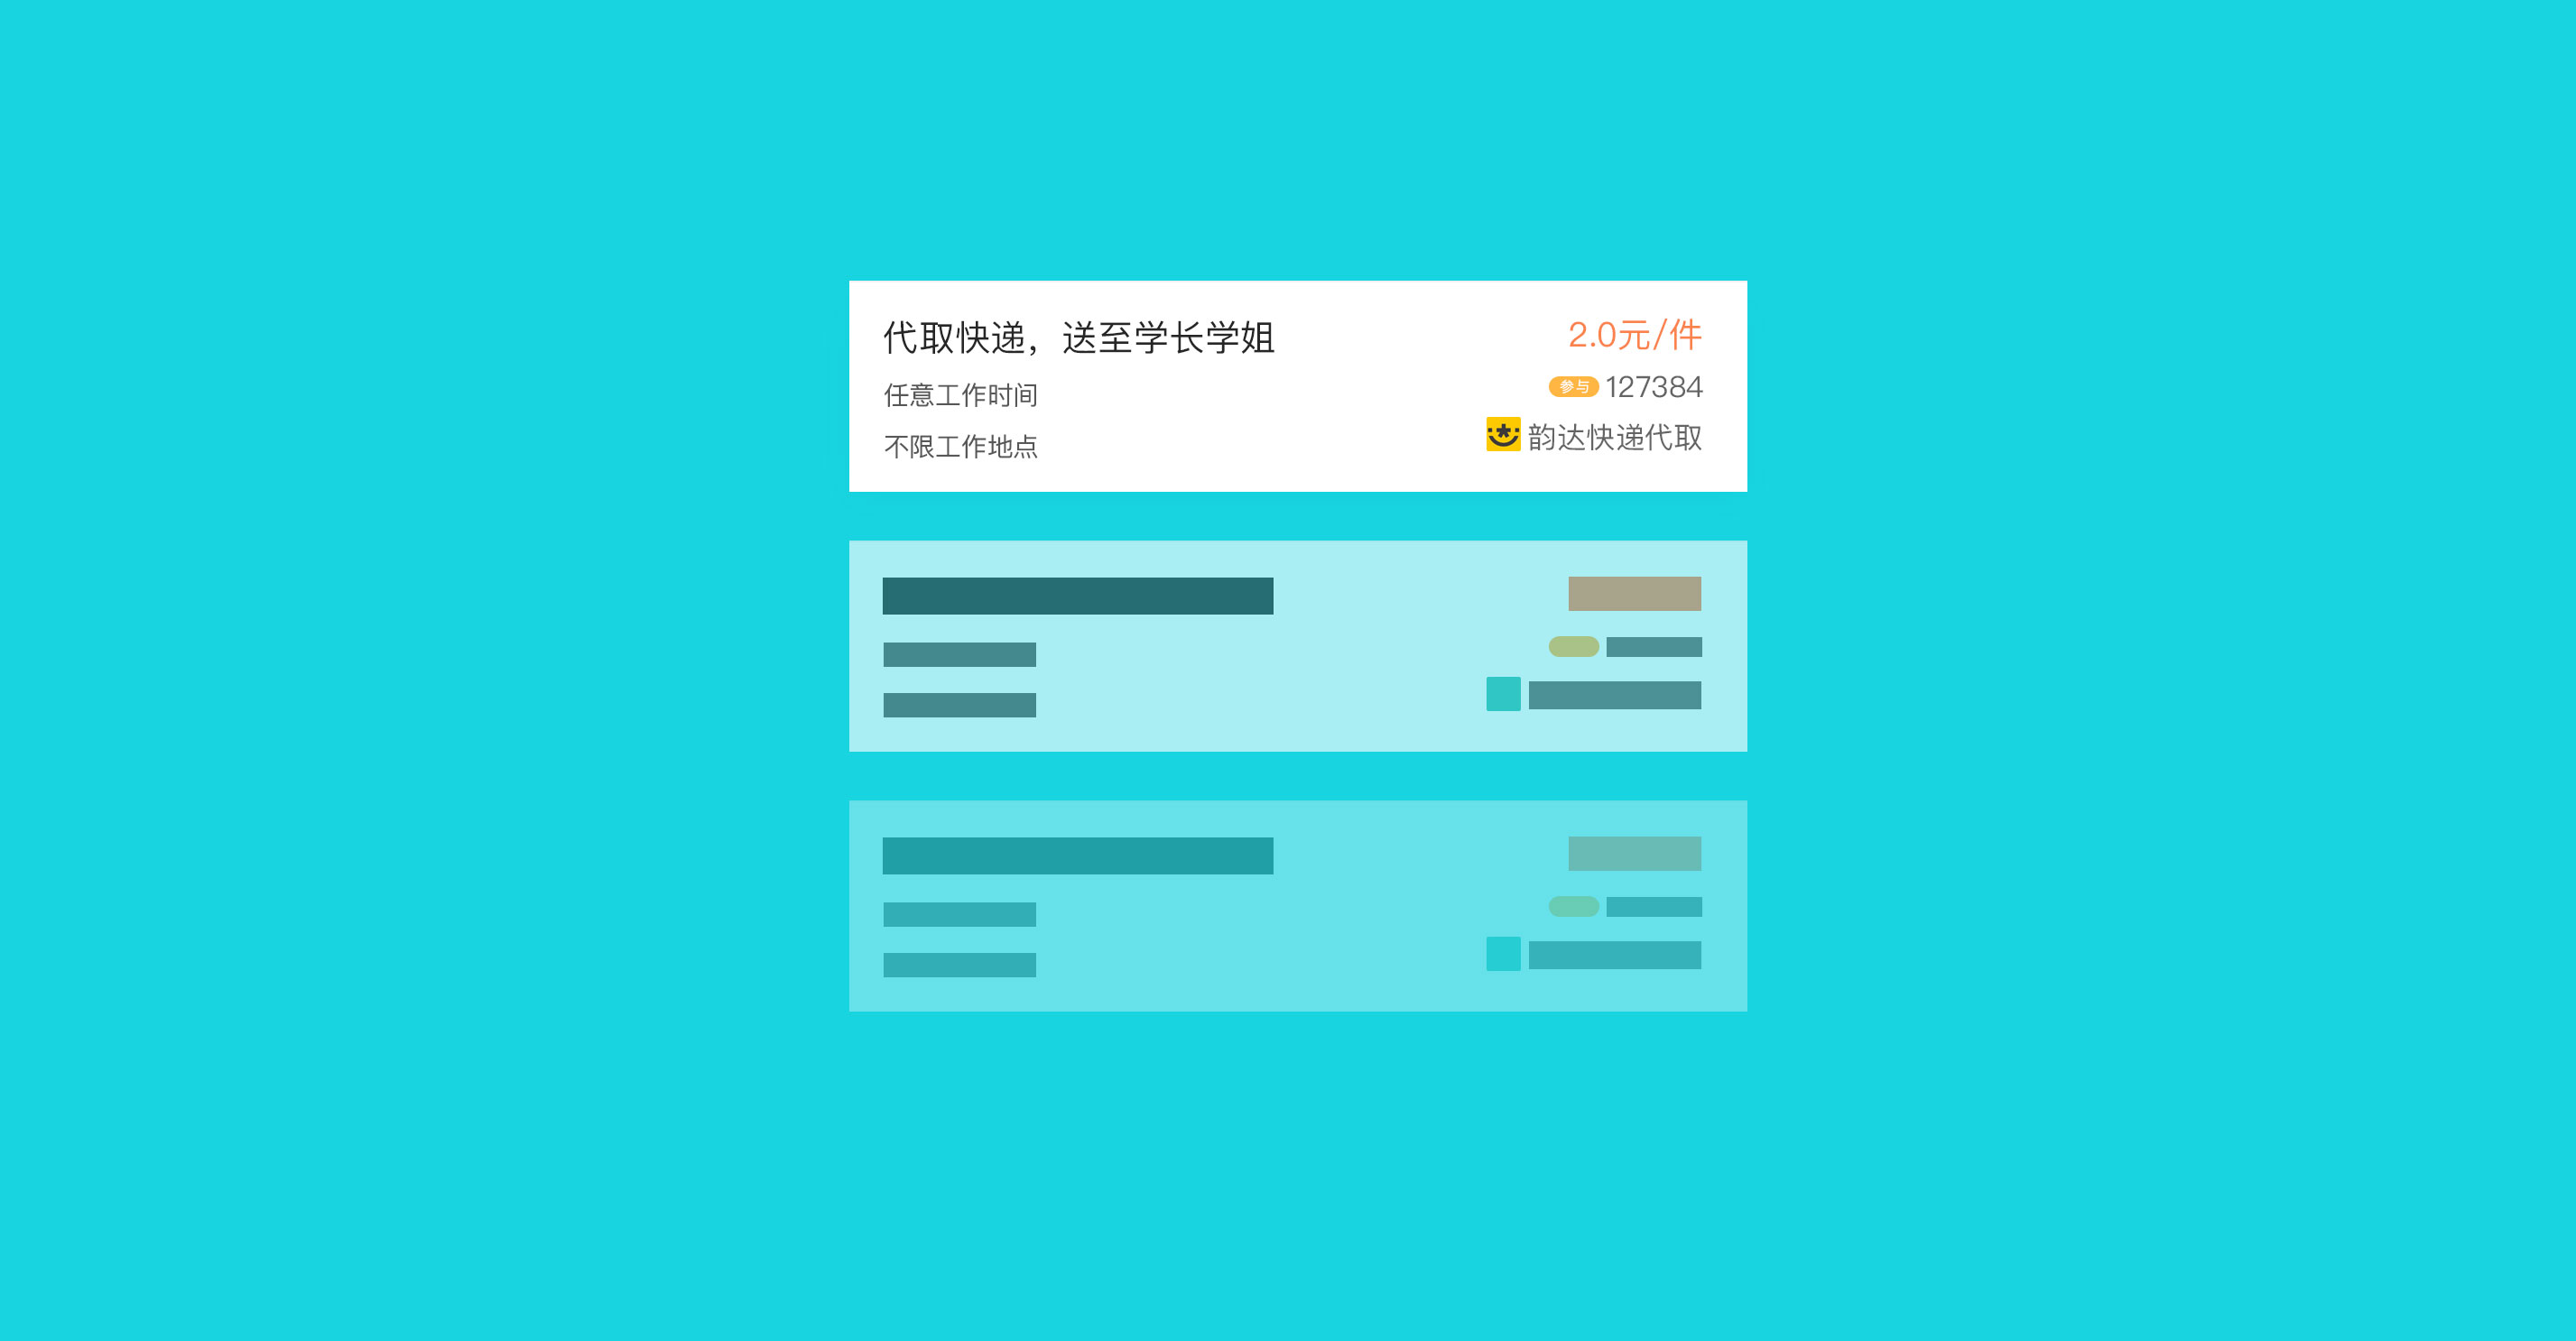 代取快递，送至学长学姐
2.0元/件
任意工作时间
参与 127384
不限工作地点
韵达快递代取